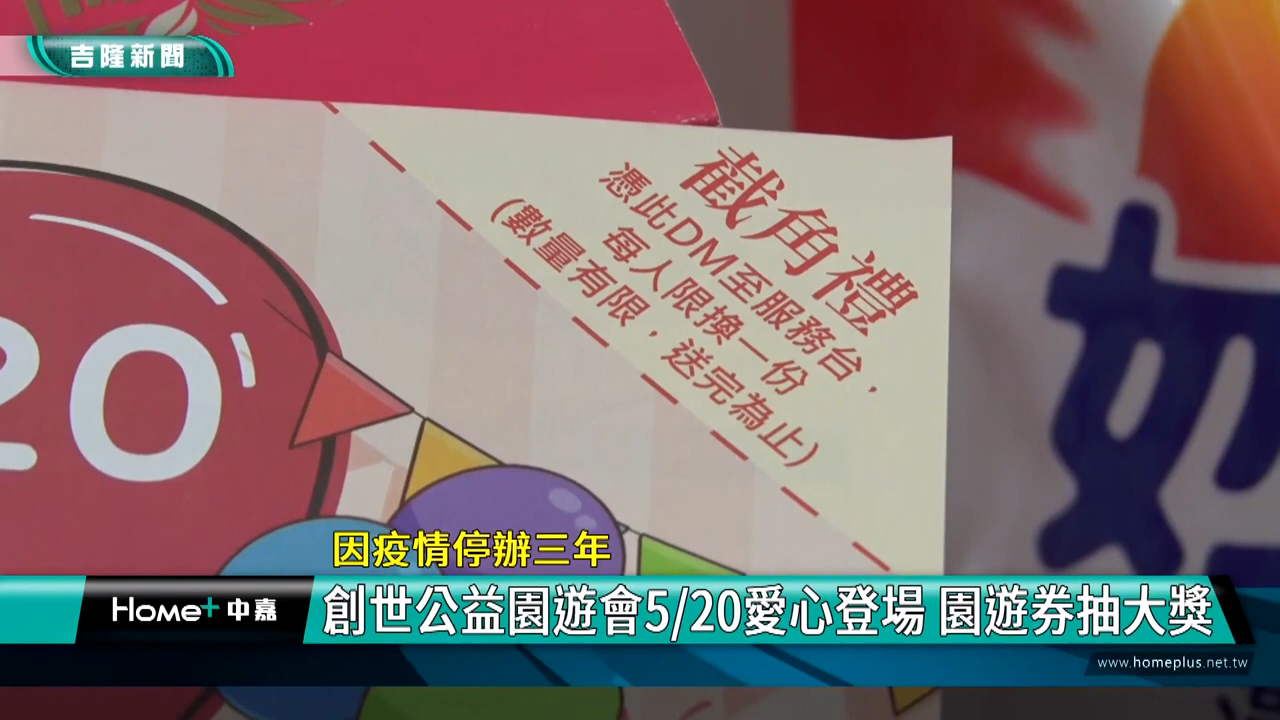 吉隆新聞
截角禮
憑此DM至服務台，
每人限換一份
(數量有限，送完為止)
20
因疫情停辦三年
Home+ 中嘉
創世公益園遊會5/20愛心登場 園遊券抽大獎
www.homeplus.net.tw